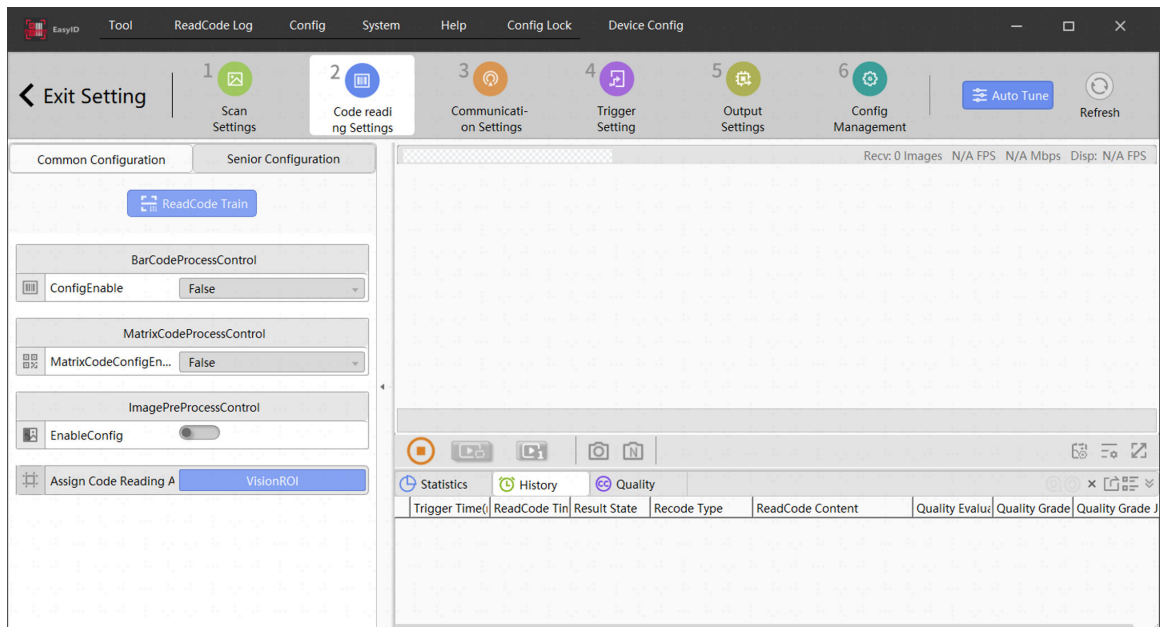 EasyID Tool ReadCode Log Config System Help Config Lock Device Config
1 2 3 4 5 6
Exit Setting
Scan
Settings
Code readi
ng Settings
Communicati-
on Settings
Trigger
Setting
Output
Settings
Config
Management
Auto Tune
Refresh
Common Configuration Senior Configuration
Recv: 0 Images N/A FPS N/A Mbps Disp: N/A FPS
ReadCode Train
BarCodeProcessControl
ConfigEnable False
MatrixCodeProcessControl
MatrixCodeConfigEn... False
ImagePreProcessControl
EnableConfig
Assign Code Reading A VisionROI
Statistics History Quality
Trigger Time( ReadCode Tin Result State Recode Type ReadCode Content Quality Evalua Quality Grade Quality Grade J